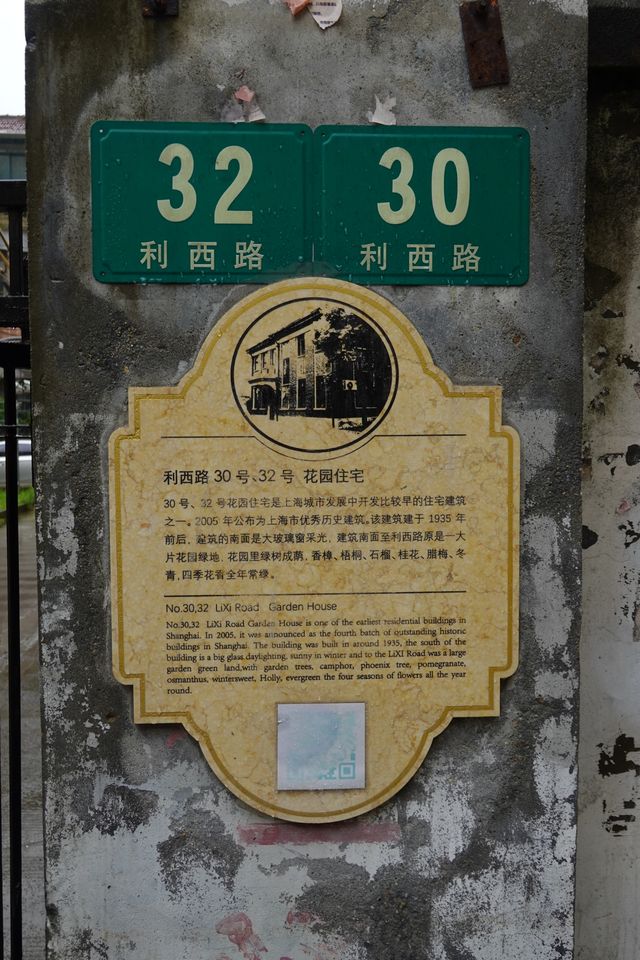 32
利西路
30
利西路
利西路 30 号、32 号 花园住宅
30 号、32 号花园住宅是上海城市发展中开发比较早的住宅建筑
之一。2005 年公布为上海市优秀历史建筑。该建筑建于 1935 年
前后，建筑的南面是大玻璃窗采光，建筑南面至利西路原是一大
片花园绿地，花园里绿树成荫，香樟、梧桐、石榴、桂花、腊梅、冬
青，四季花香全年常绿。
No.30,32 LiXi Road Garden House
No.30,32 LiXi Road Garden House is one of the earliest residential buildings in
Shanghai. In 2005, it was announced as the fourth batch of outstanding historic
buildings in Shanghai. The building was built in around 1935, the south of the
building is a big glass daylighting, sunny in winter and to the LiXI Road was a large
garden green land,with garden trees, camphor, phoenix tree, pomegranate,
osmanthus, wintersweet, Holly, evergreen the four seasons of flowers all the year
round.